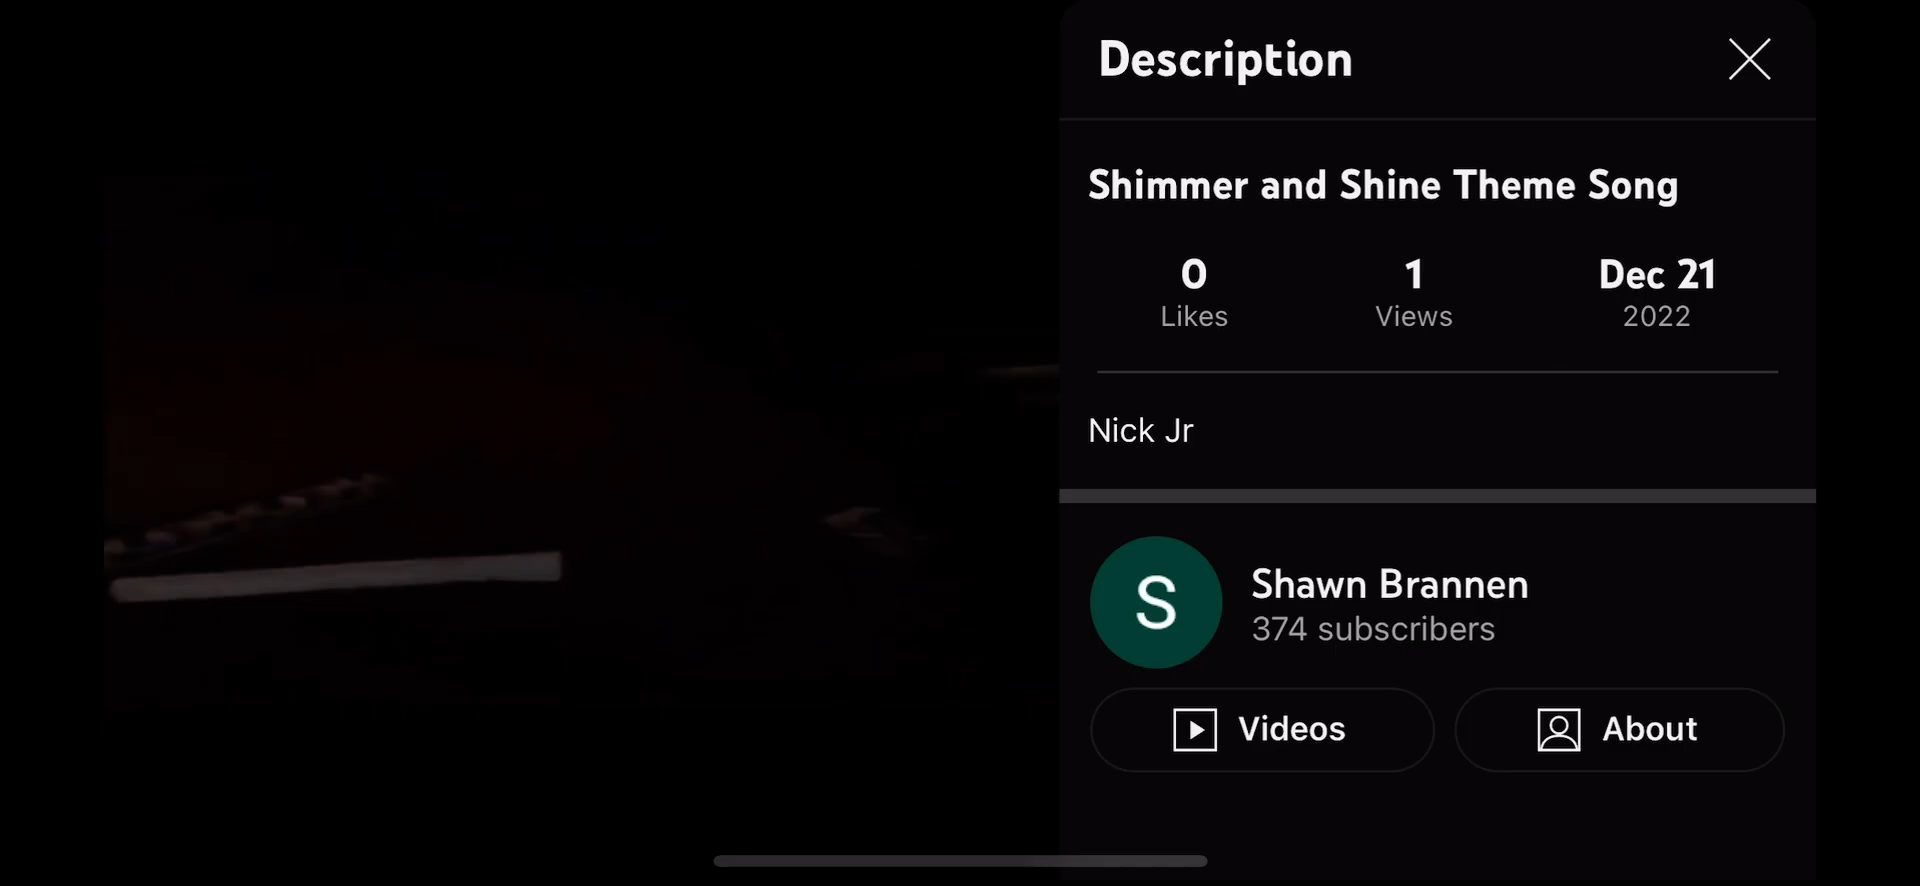 Description
Shimmer and Shine Theme Song
0 1 Dec 21
Likes Views 2022
Nick Jr
S
Shawn Brannen
374 subscribers
Videos About